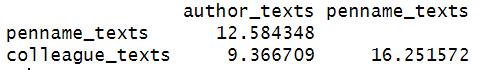 author_texts penname_texts
penname_texts 12.584348
colleague_texts 9.366709 16.251572